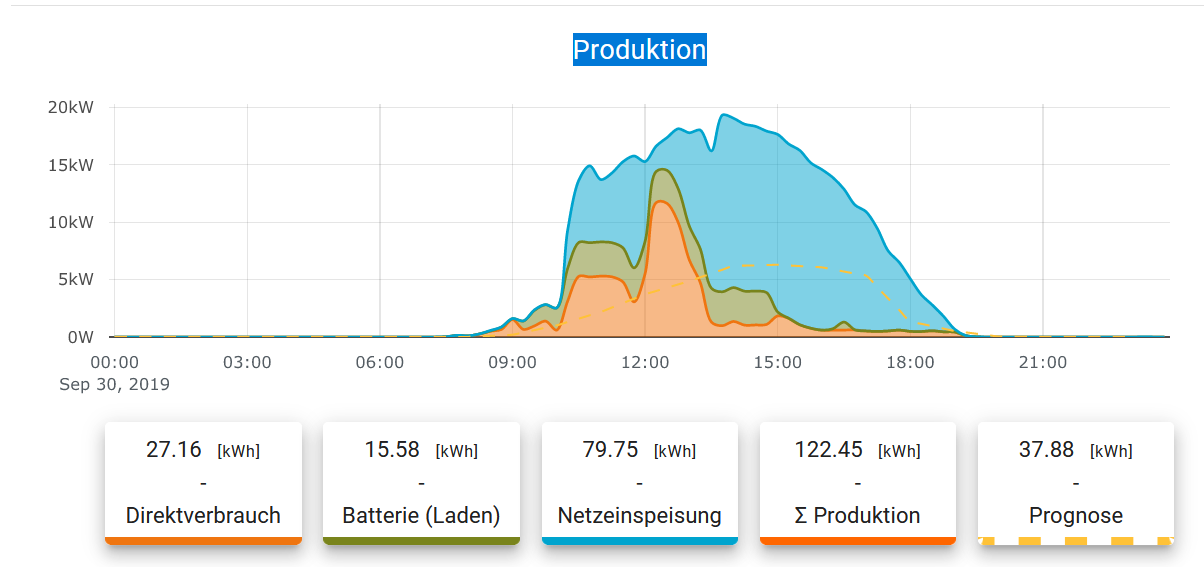 Produktion
20kW
15kW
10kW
5kW
0W
00:00 03:00 06:00 09:00 12:00 15:00 18:00 21:00
Sep 30, 2019
27.16 [kWh]
-
Direktverbrauch
15.58 [kWh]
-
Batterie (Laden)
79.75 [kWh]
-
Netzeinspeisung
122.45 [kWh]
-
Σ Produktion
37.88 [kWh]
-
Prognose